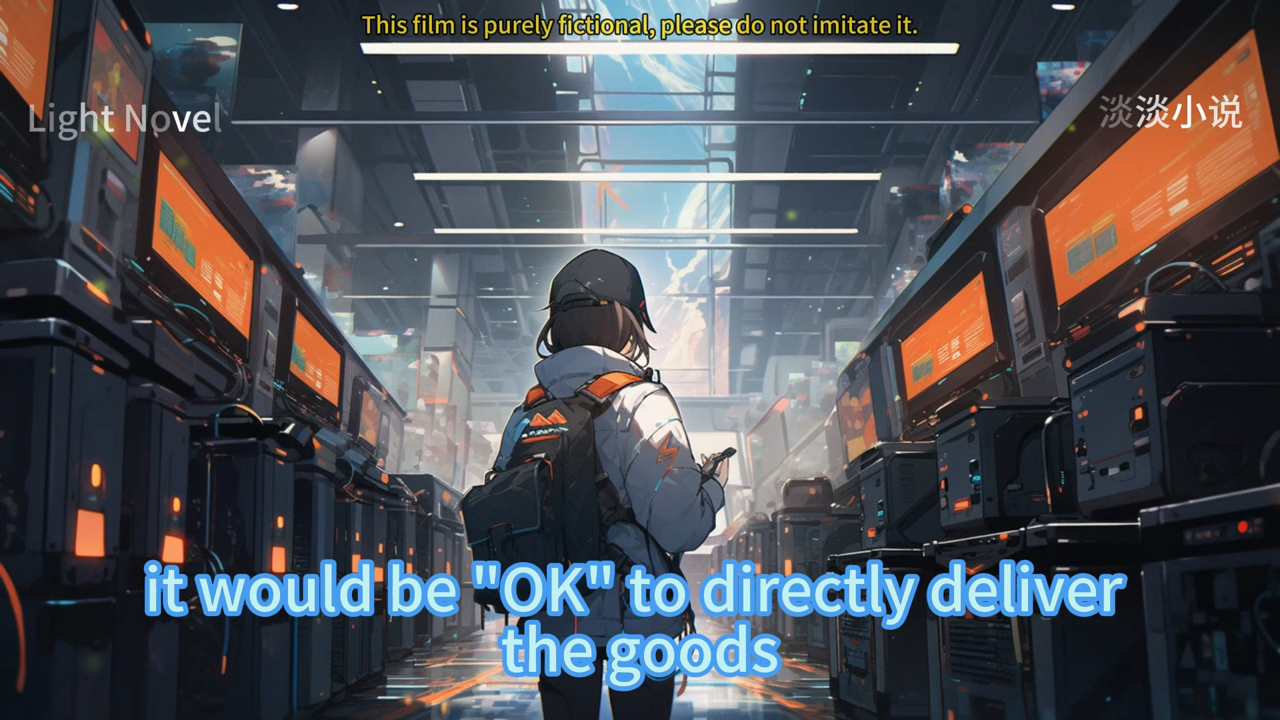 This film is purely fictional, please do not imitate it.
Light Novel
淡淡小说
it would be "OK" to directly deliver
the goods